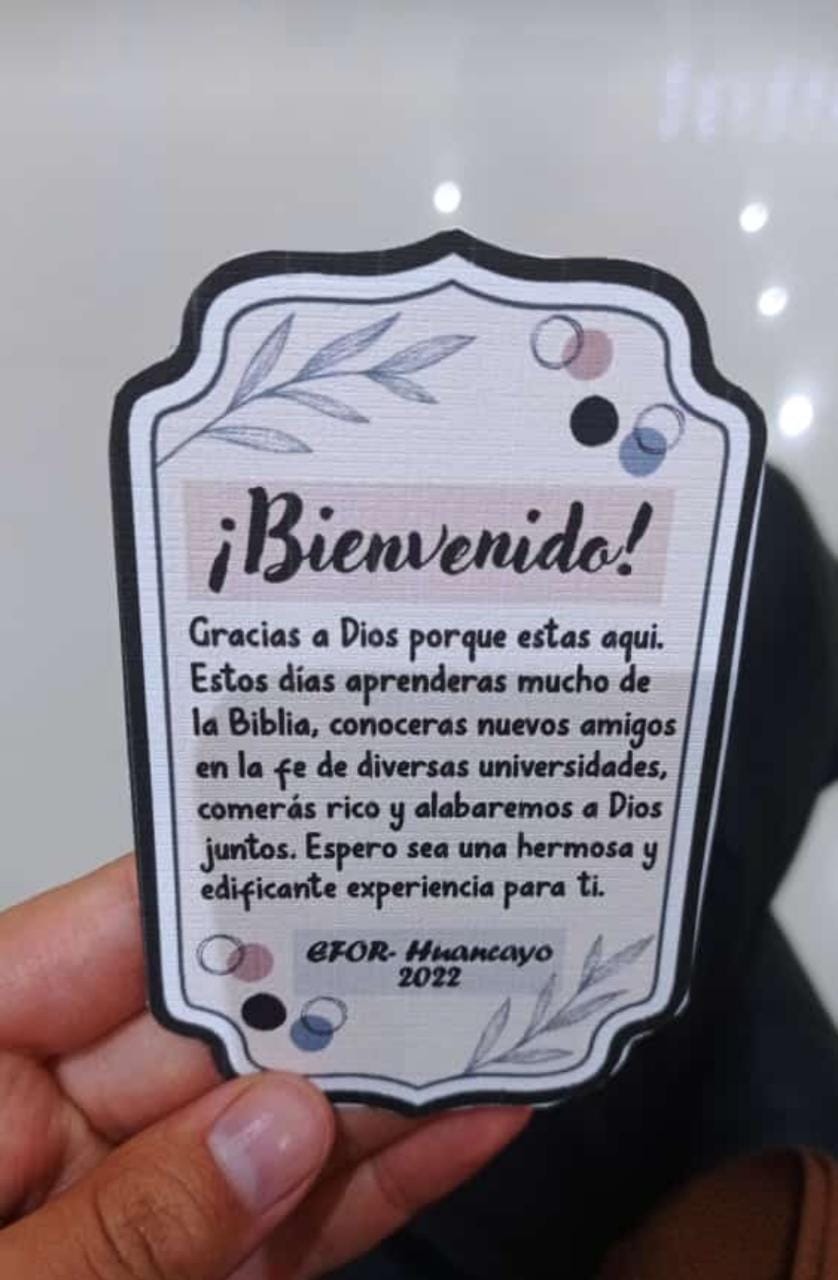 ¡Bienvenido!
Gracias a Dios porque estas aqui.
Estos días aprenderas mucho de
la Biblia, conoceras nuevos amigos
en la fe de diversas universidades,
comerás rico y alabaremos a Dios
juntos. Espero sea una hermosa y
edificante experiencia para ti.
EFOR- Huancayo
2022